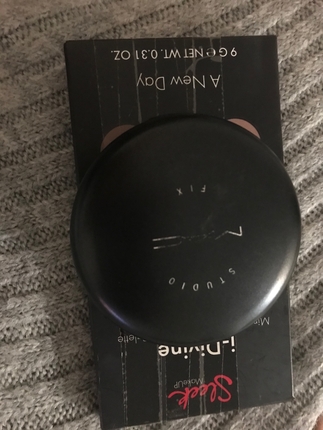 Sleek
MakeUP
i-Divine
A New Day
9 G ℮ NET WT. 0.31 OZ.
STUDIO
MAC
FIX